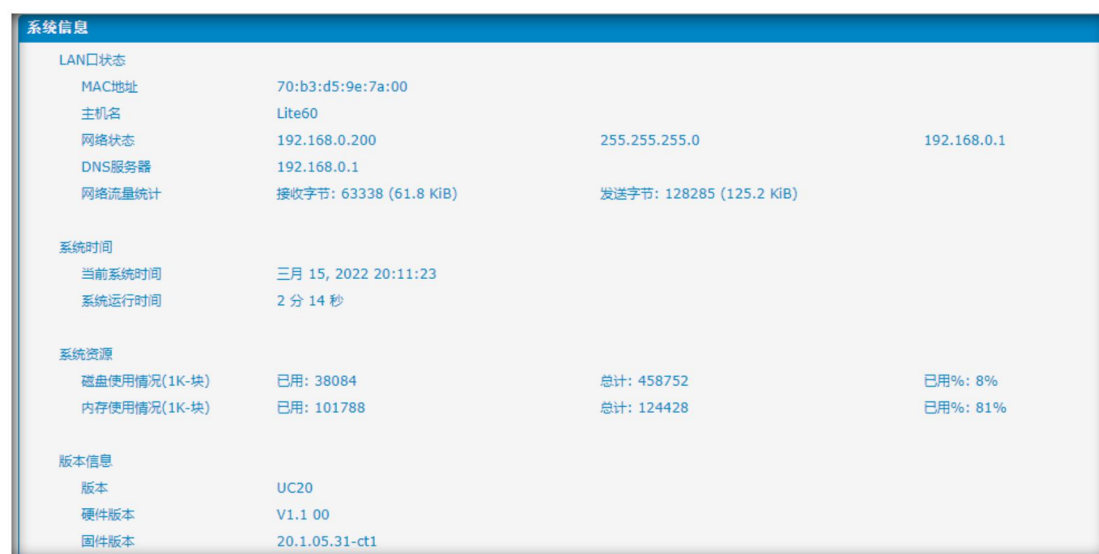 系统信息
LAN口状态
MAC地址 70:b3:d5:9e:7a:00
主机名 Lite60
网络状态 192.168.0.200 255.255.255.0 192.168.0.1
DNS服务器 192.168.0.1
网络流量统计 接收字节: 63338 (61.8 KiB) 发送字节: 128285 (125.2 KiB)
系统时间
当前系统时间 三月 15, 2022 20:11:23
系统运行时间 2 分 14 秒
系统资源
磁盘使用情况(1K-块) 已用: 38084 总计: 458752 已用%: 8%
内存使用情况(1K-块) 已用: 101788 总计: 124428 已用%: 81%
版本信息
版本 UC20
硬件版本 V1.1 00
固件版本 20.1.05.31-ct1